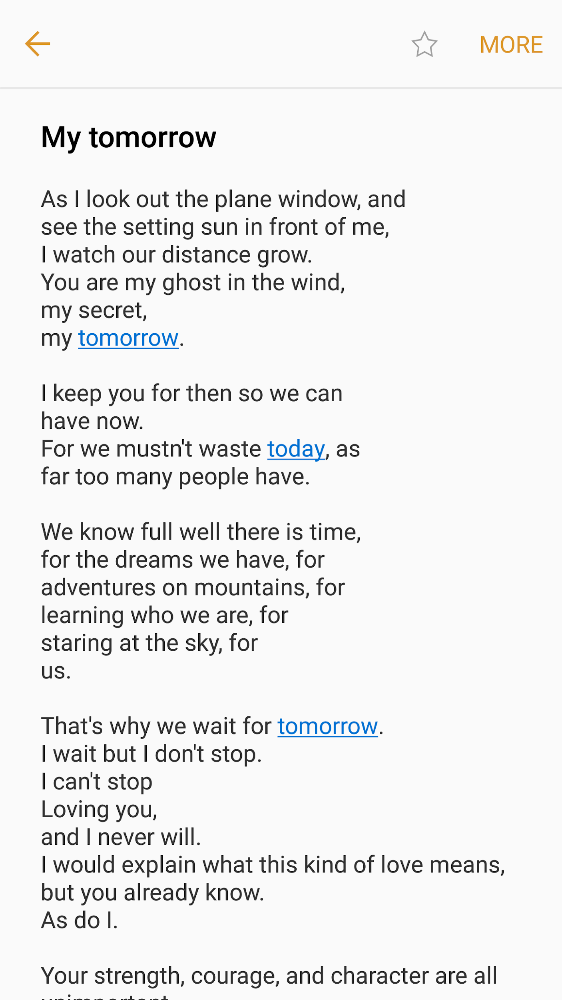 MORE
My tomorrow
As I look out the plane window, and
see the setting sun in front of me,
I watch our distance grow.
You are my ghost in the wind,
my secret,
my tomorrow.
I keep you for then so we can
have now.
For we mustn't waste today, as
far too many people have.
We know full well there is time,
for the dreams we have, for
adventures on mountains, for
learning who we are, for
staring at the sky, for
us.
That's why we wait for tomorrow.
I wait but I don't stop.
I can't stop
Loving you,
and I never will.
I would explain what this kind of love means,
but you already know.
As do I.
Your strength, courage, and character are all